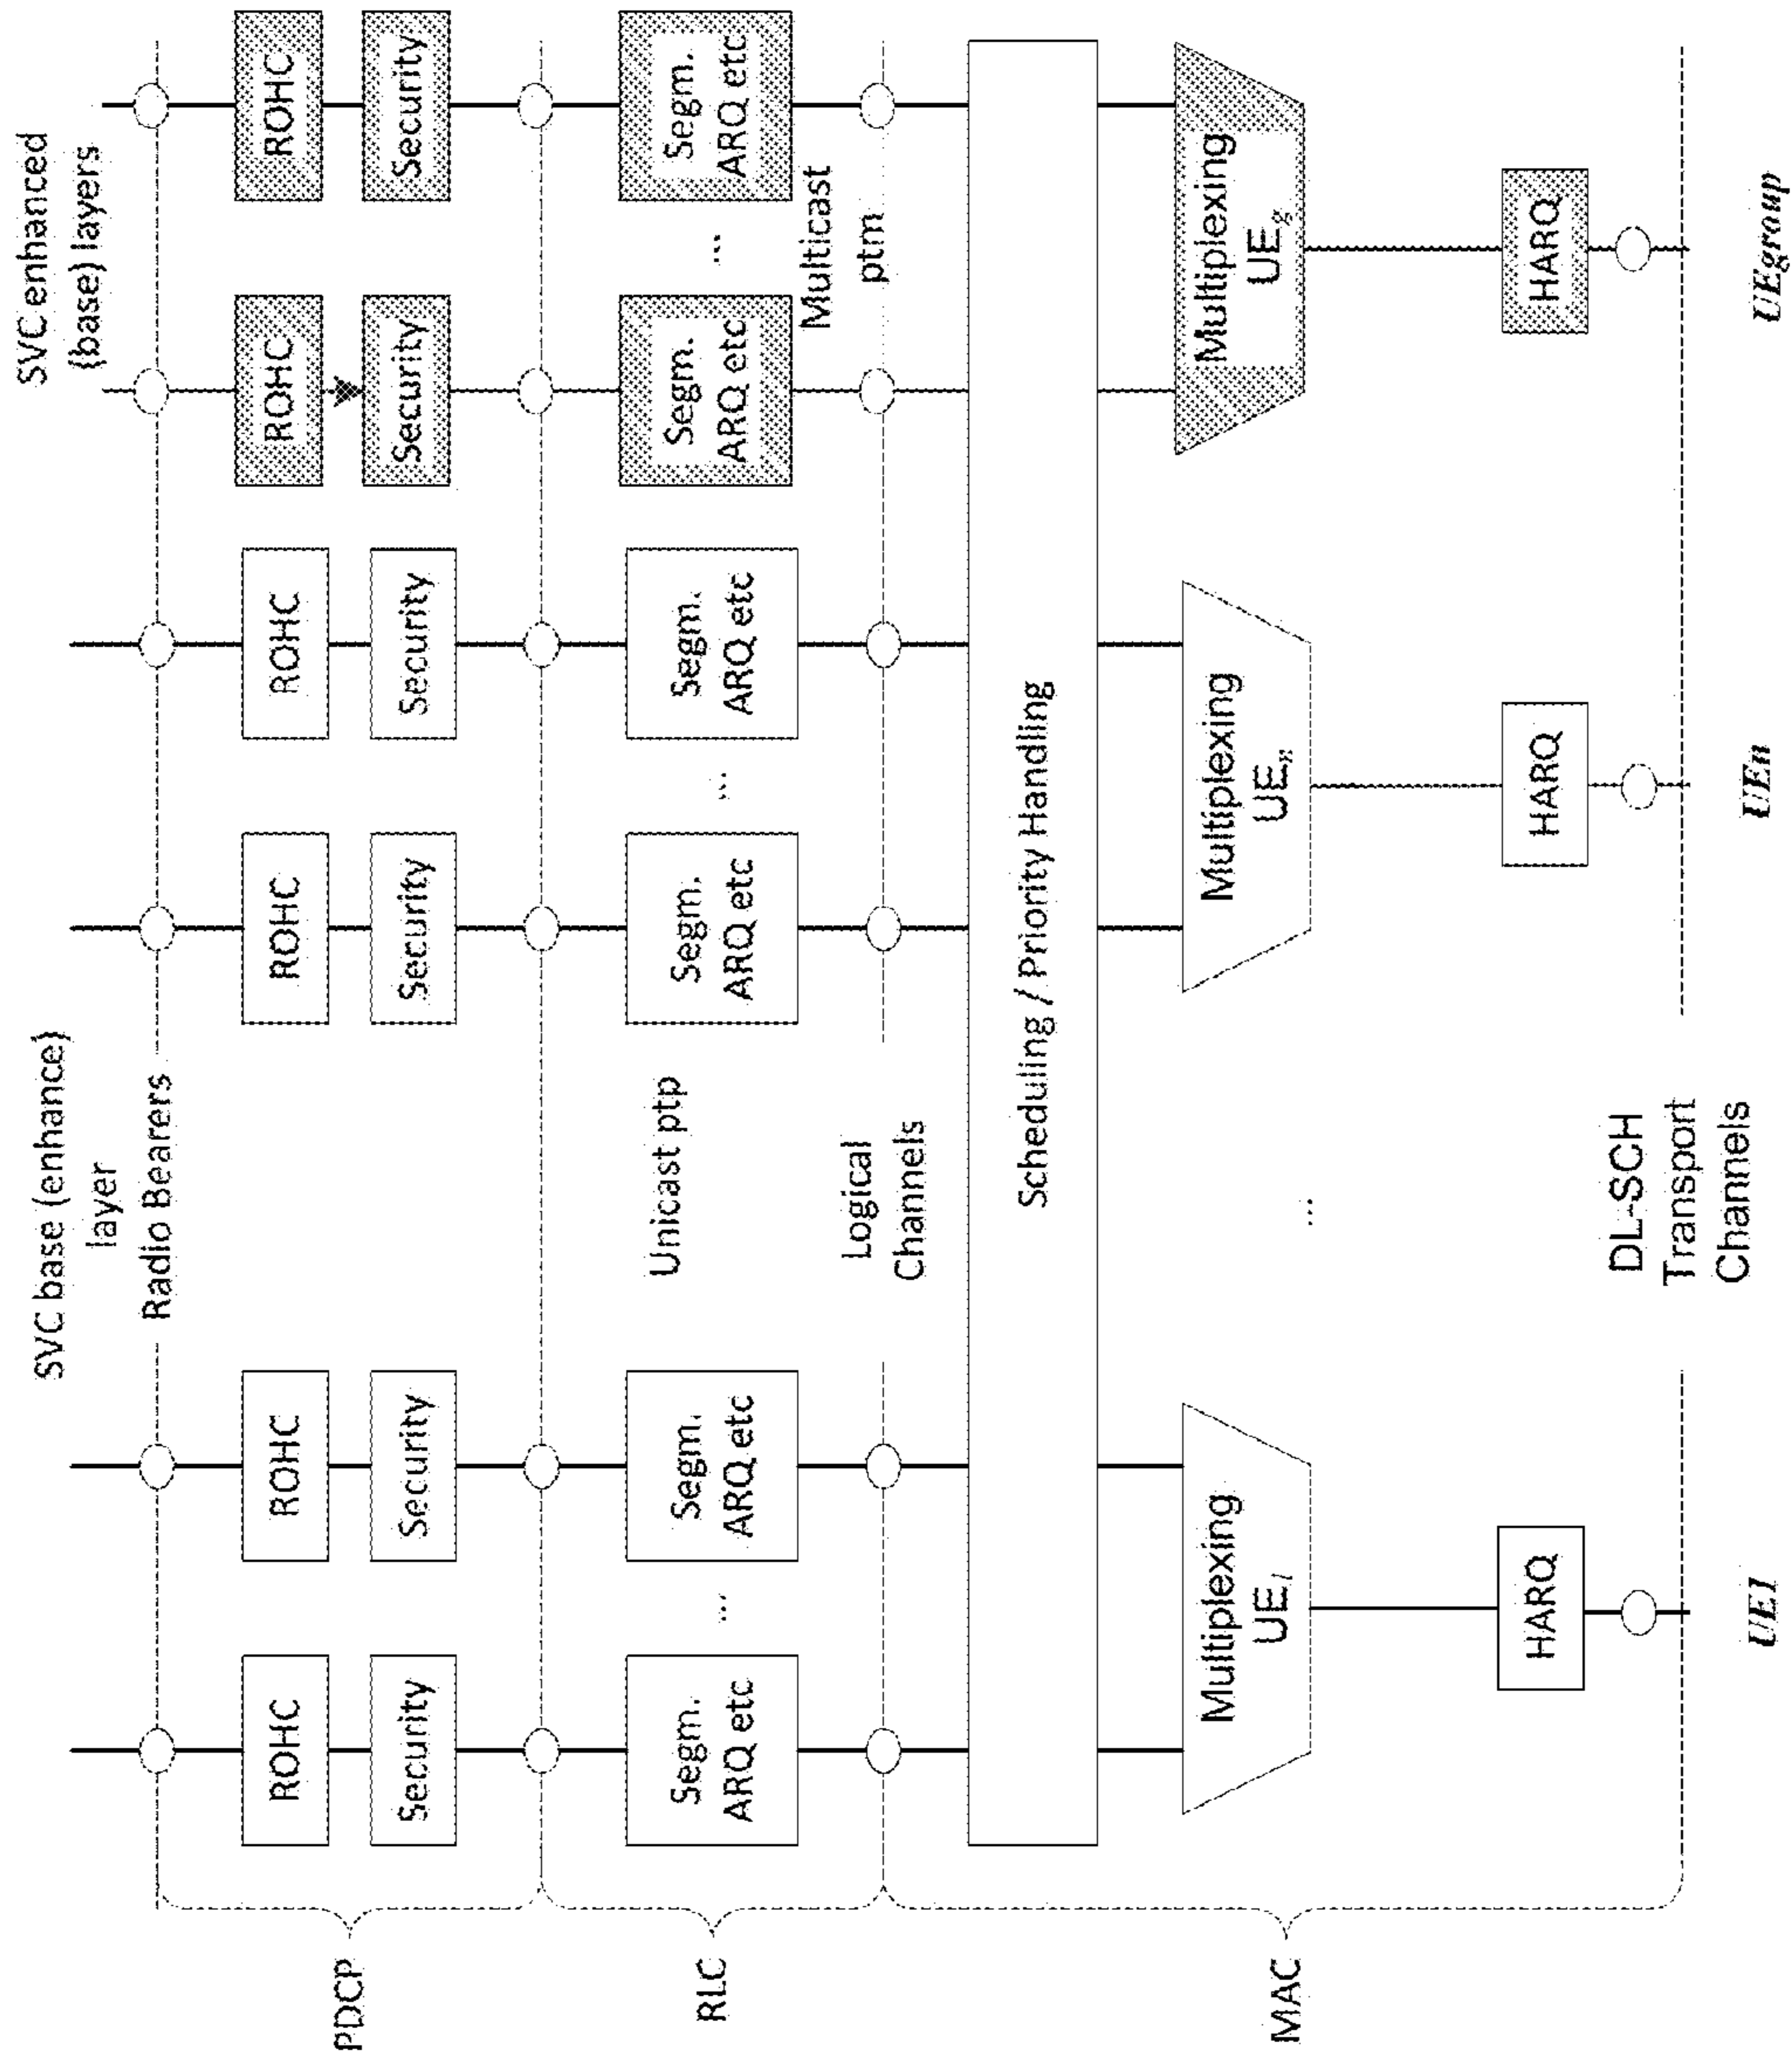 SVC base (enhance)
layer
SVC enhanced
(base) layers
Radio Bearers
PDCP
ROHC
ROHC
ROHC
ROHC
ROHC
ROHC
Security
Security
Security
Security
Security
Security
RLC
Segm.
ARQ etc
...
Segm.
ARQ etc
Unicast ptp
Segm.
ARQ etc
...
Segm.
ARQ etc
Segm.
ARQ etc
...
Segm.
ARQ etc
Multicast
ptm
Logical
Channels
MAC
Scheduling / Priority Handling
Multiplexing
UE1
...
Multiplexing
UEn
Multiplexing
UEg
HARQ
HARQ
HARQ
DL-SCH
Transport
Channels
UE1
UEn
UEgroup